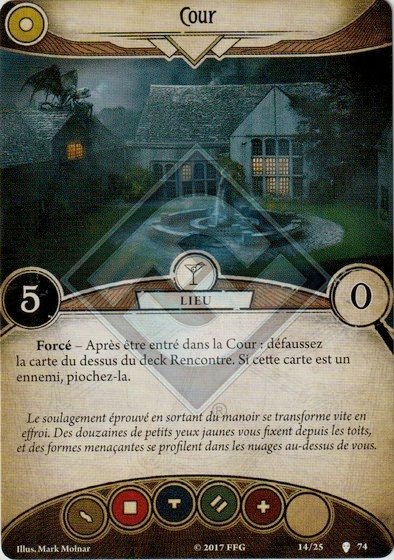 Cour
5
LIEU
0
Forcé – Après être entré dans la Cour : défaussez
la carte du dessus du deck Rencontre. Si cette carte est un
ennemi, piochez-la.
Le soulagement éprouvé en sortant du manoir se transforme vite en
effroi. Des douzaines de petits yeux jaunes vous fixent depuis les toits,
et des formes menaçantes se profilent dans les nuages au-dessus de vous.
Illus. Mark Molnar © 2017 FFG 14/25 74